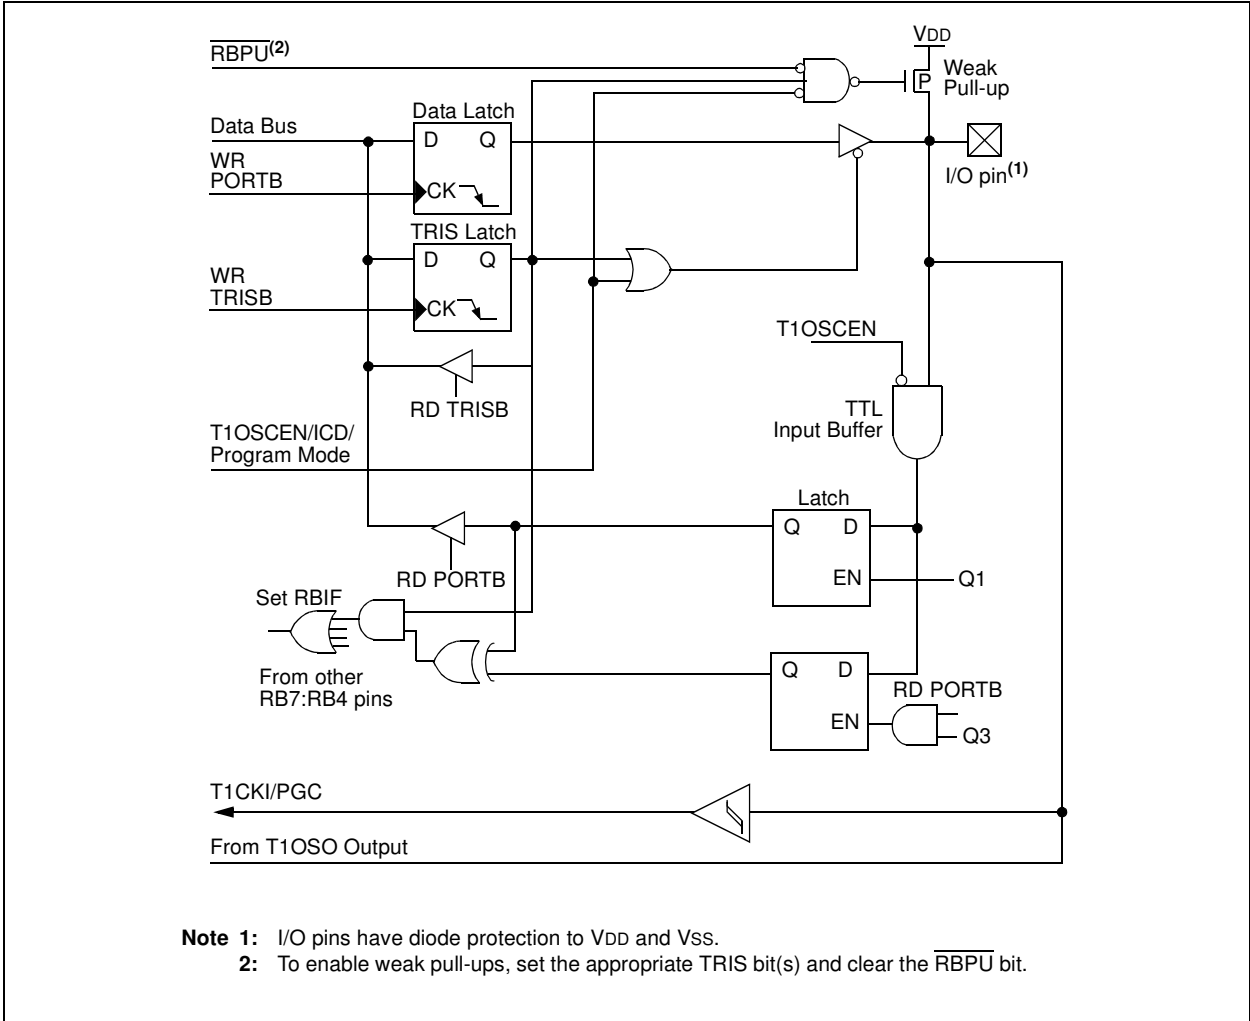 RBPU(2)
VDD
Weak
Pull-up
P
Data Latch
Data Bus
D Q
WR
PORTB
CK
I/O pin(1)
TRIS Latch
D Q
WR
TRISB
CK
T1OSCEN
RD TRISB
TTL
Input Buffer
T1OSCEN/ICD/
Program Mode
Latch
Q D
EN
Q1
RD PORTB
Set RBIF
From other
RB7:RB4 pins
Q D
EN
RD PORTB
Q3
T1CKI/PGC
From T1OSO Output
Note 1: I/O pins have diode protection to VDD and VSS.
2: To enable weak pull-ups, set the appropriate TRIS bit(s) and clear the RBPU bit.